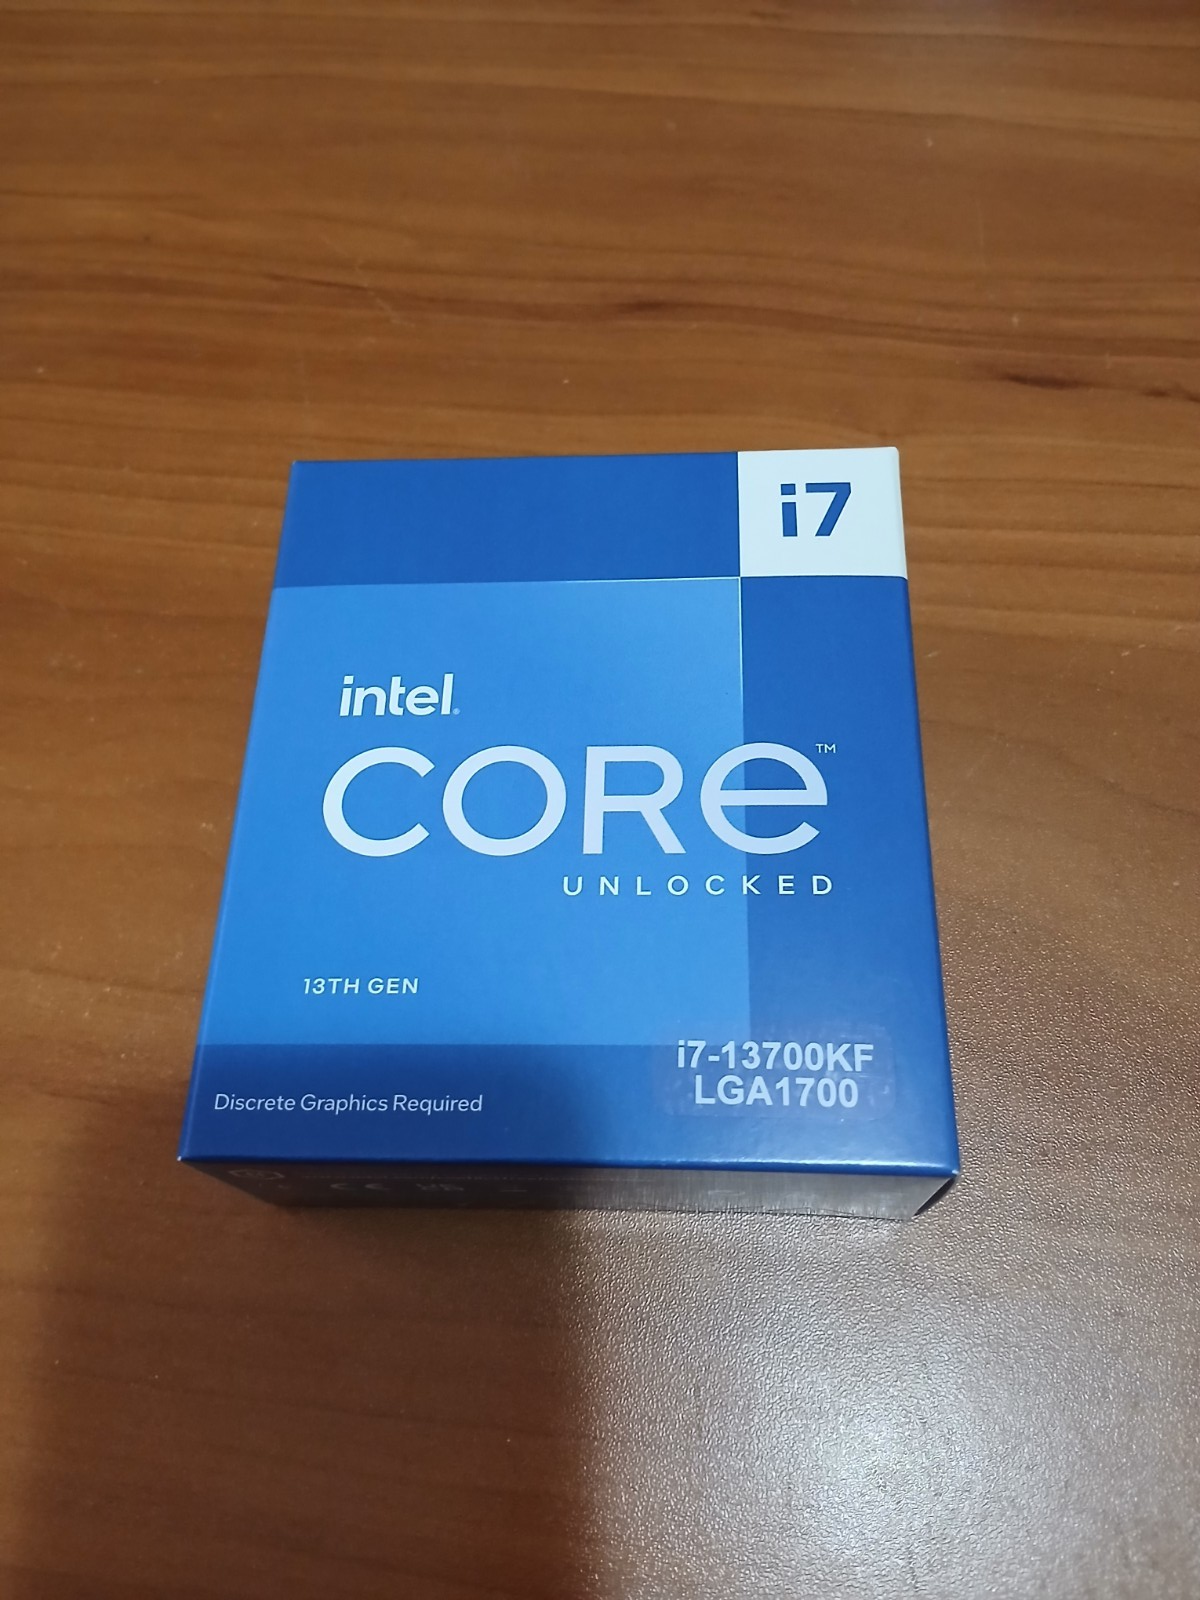 i7
intel.
CORe™
UNLOCKED
13TH GEN
i7-13700KF
LGA1700
Discrete Graphics Required